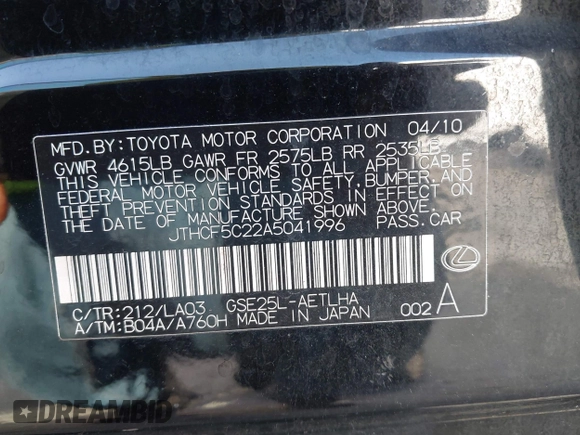 MFD.BY:TOYOTA MOTOR CORPORATION 04/10
GVWR 4615LB GAWR FR 2575LB RR 2535LB
THIS VEHICLE CONFORMS TO ALL APPLICABLE
FEDERAL MOTOR VEHICLE SAFETY,BUMPER,AND
THEFT PREVENTION STANDARDS IN EFFECT ON
THE DATE OF MANUFACTURE SHOWN ABOVE.
JTHCF5C22A5041996 PASS.CAR
C/TR:212/LA03 GSE25L-AETLHA
A/TM:B04A/A760H MADE IN JAPAN 002 A
DREAMBID